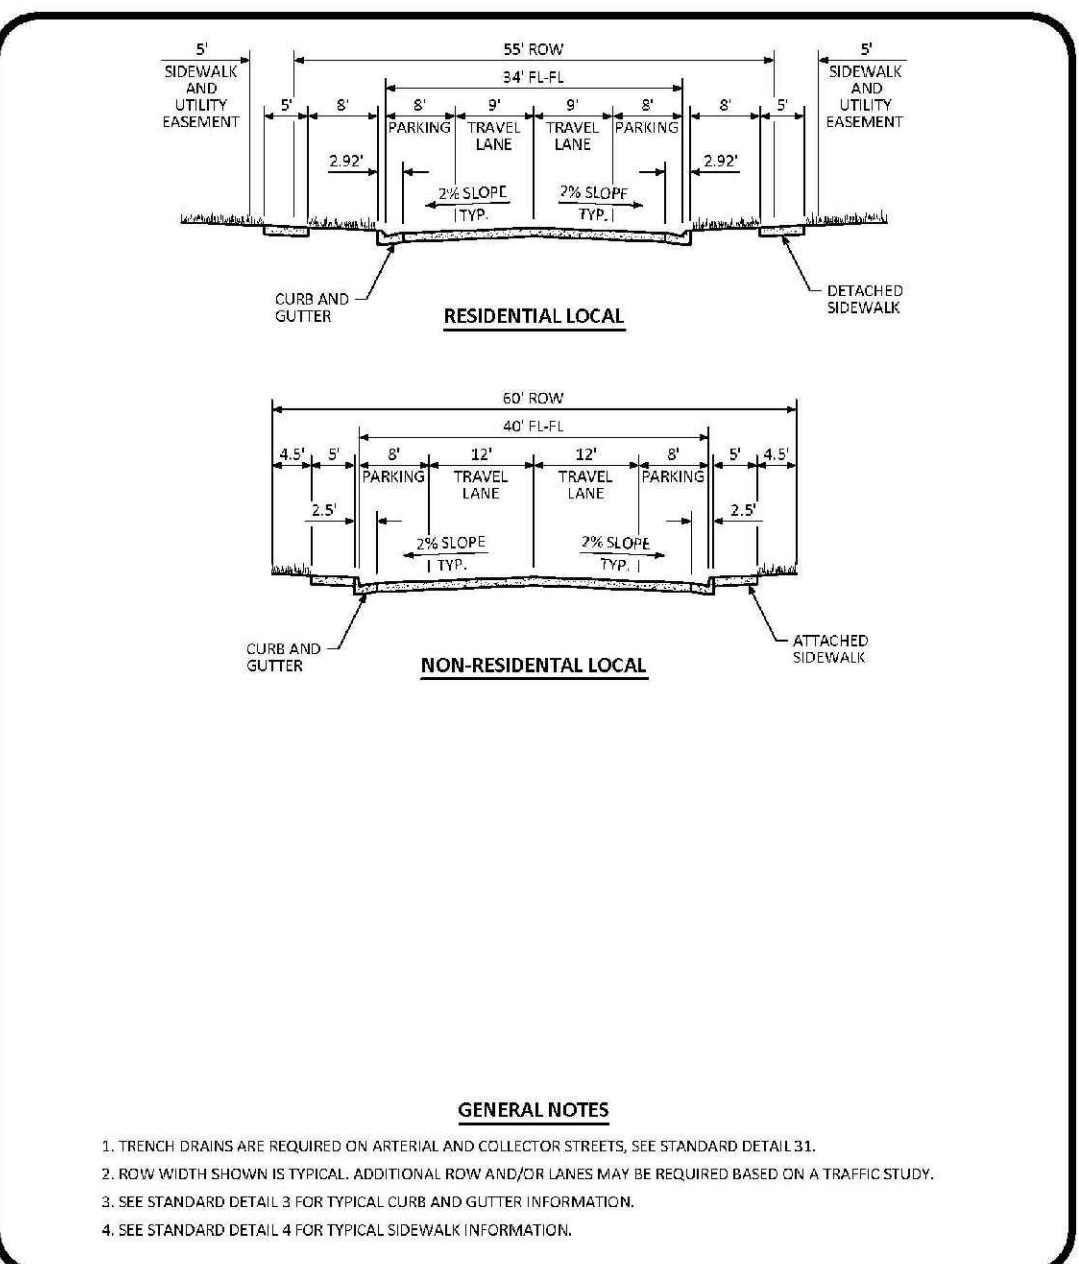 5' 55' ROW 5'
SIDEWALK AND UTILITY EASEMENT
34' FL-FL
SIDEWALK AND UTILITY EASEMENT
5' 8' 8' 9' 9' 8' 8' 5'
PARKING TRAVEL LANE TRAVEL LANE PARKING
2.92' 2.92'
2% SLOPE 2% SLOPE
TYP. TYP.
CURB AND GUTTER
DETACHED SIDEWALK
RESIDENTIAL LOCAL
60' ROW
40' FL-FL
4.5' 5' 8' 12' 12' 8' 5' 4.5'
PARKING TRAVEL LANE TRAVEL LANE PARKING
2.5' 2.5'
2% SLOPE 2% SLOPE
TYP. TYP.
CURB AND GUTTER
ATTACHED SIDEWALK
NON-RESIDENTAL LOCAL
GENERAL NOTES
1. TRENCH DRAINS ARE REQUIRED ON ARTERIAL AND COLLECTOR STREETS, SEE STANDARD DETAIL 31.
2. ROW WIDTH SHOWN IS TYPICAL. ADDITIONAL ROW AND/OR LANES MAY BE REQUIRED BASED ON A TRAFFIC STUDY.
3. SEE STANDARD DETAIL 3 FOR TYPICAL CURB AND GUTTER INFORMATION.
4. SEE STANDARD DETAIL 4 FOR TYPICAL SIDEWALK INFORMATION.